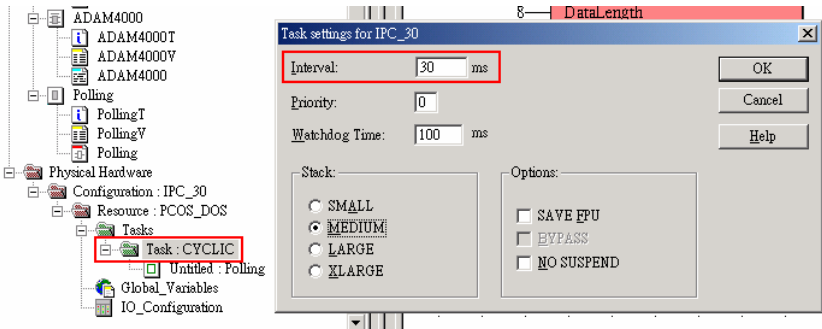 ADAM4000
ADAM4000T
ADAM4000V
ADAM4000
Polling
PollingT
PollingV
Polling
Physical Hardware
Configuration : IPC_30
Resource : PCOS_DOS
Tasks
Task : CYCLIC
Untitled : Polling
Global_Variables
IO_Configuration
8 DataLength
Task settings for IPC_30
Interval: 30 ms
OK
Priority: 0
Cancel
Watchdog Time: 100 ms
Help
Stack:
SMALL
MEDIUM
LARGE
XLARGE
Options:
SAVE FPU
BYPASS
NO SUSPEND